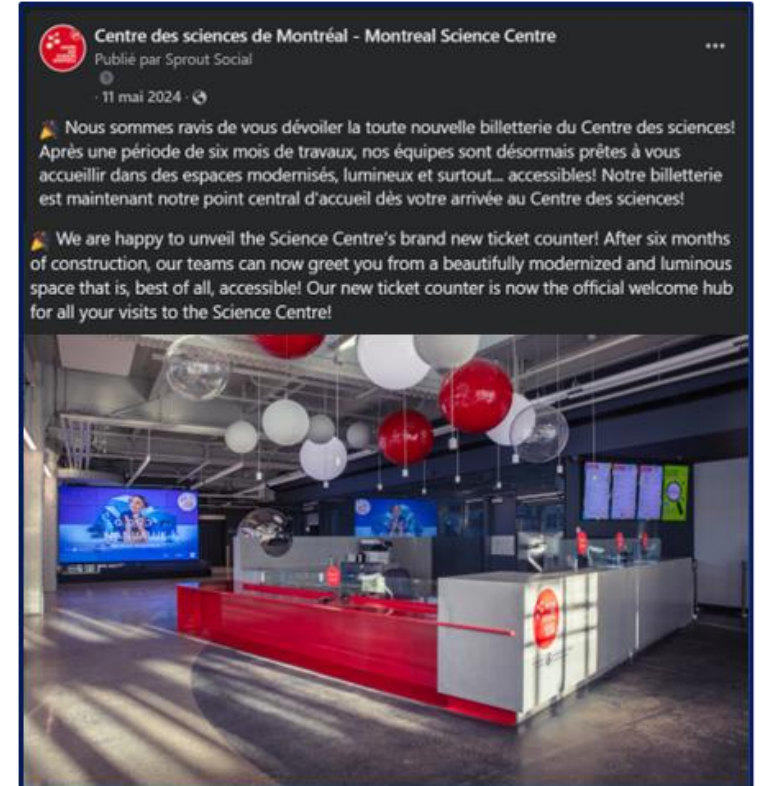 Centre des sciences de Montréal - Montreal Science Centre
Publié par Sprout Social
· 11 mai 2024 ·
🎉 Nous sommes ravis de vous dévoiler la toute nouvelle billetterie du Centre des sciences!
Après une période de six mois de travaux, nos équipes sont désormais prêtes à vous
accueillir dans des espaces modernisés, lumineux et surtout... accessibles! Notre billetterie
est maintenant notre point central d'accueil dès votre arrivée au Centre des sciences!
🎉 We are happy to unveil the Science Centre's brand new ticket counter! After six months
of construction, our teams can now greet you from a beautifully modernized and luminous
space that is, best of all, accessible! Our new ticket counter is now the official welcome hub
for all your visits to the Science Centre!